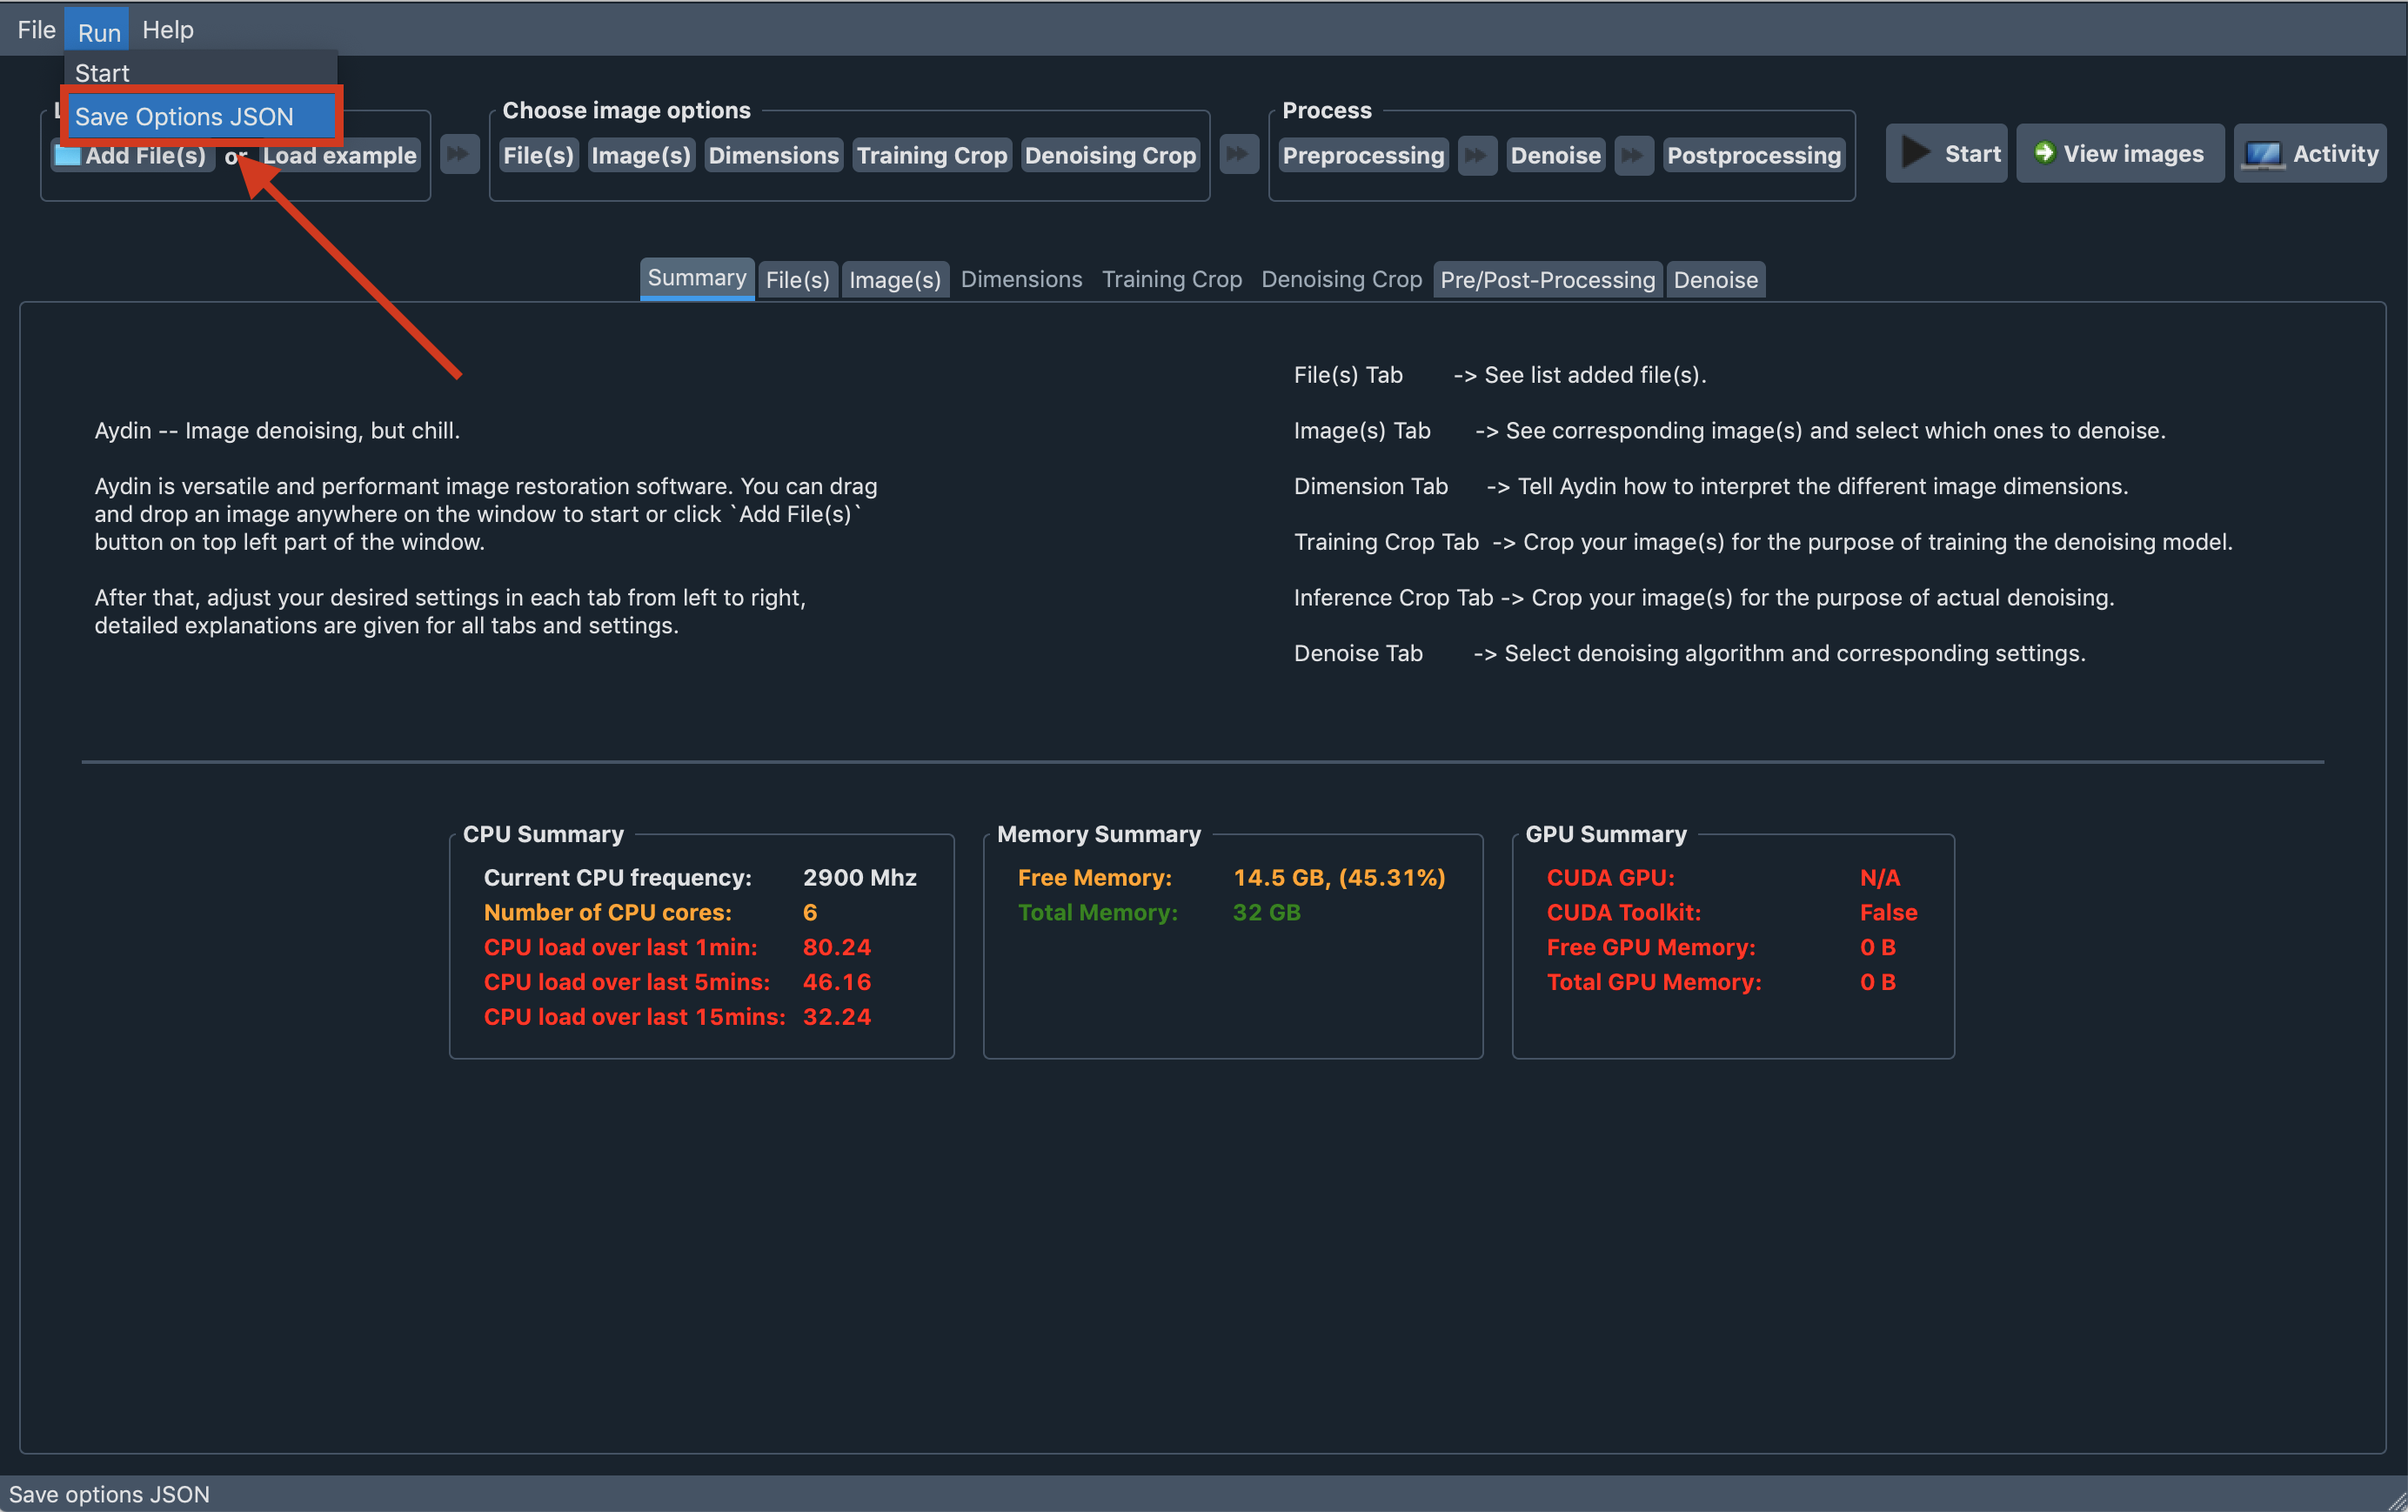 File Run Help
Start
Save Options JSON
Add File(s) or Load example
Choose image options
File(s) Image(s) Dimensions Training Crop Denoising Crop
Process
Preprocessing Denoise Postprocessing
Start View images Activity
Summary File(s) Image(s) Dimensions Training Crop Denoising Crop Pre/Post-Processing Denoise
Aydin -- Image denoising, but chill.
Aydin is versatile and performant image restoration software. You can drag
and drop an image anywhere on the window to start or click `Add File(s)`
button on top left part of the window.
After that, adjust your desired settings in each tab from left to right,
detailed explanations are given for all tabs and settings.
File(s) Tab -> See list added file(s).
Image(s) Tab -> See corresponding image(s) and select which ones to denoise.
Dimension Tab -> Tell Aydin how to interpret the different image dimensions.
Training Crop Tab -> Crop your image(s) for the purpose of training the denoising model.
Inference Crop Tab -> Crop your image(s) for the purpose of actual denoising.
Denoise Tab -> Select denoising algorithm and corresponding settings.
CPU Summary
Current CPU frequency: 2900 Mhz
Number of CPU cores: 6
CPU load over last 1min: 80.24
CPU load over last 5mins: 46.16
CPU load over last 15mins: 32.24
Memory Summary
Free Memory: 14.5 GB, (45.31%)
Total Memory: 32 GB
GPU Summary
CUDA GPU: N/A
CUDA Toolkit: False
Free GPU Memory: 0 B
Total GPU Memory: 0 B
Save options JSON